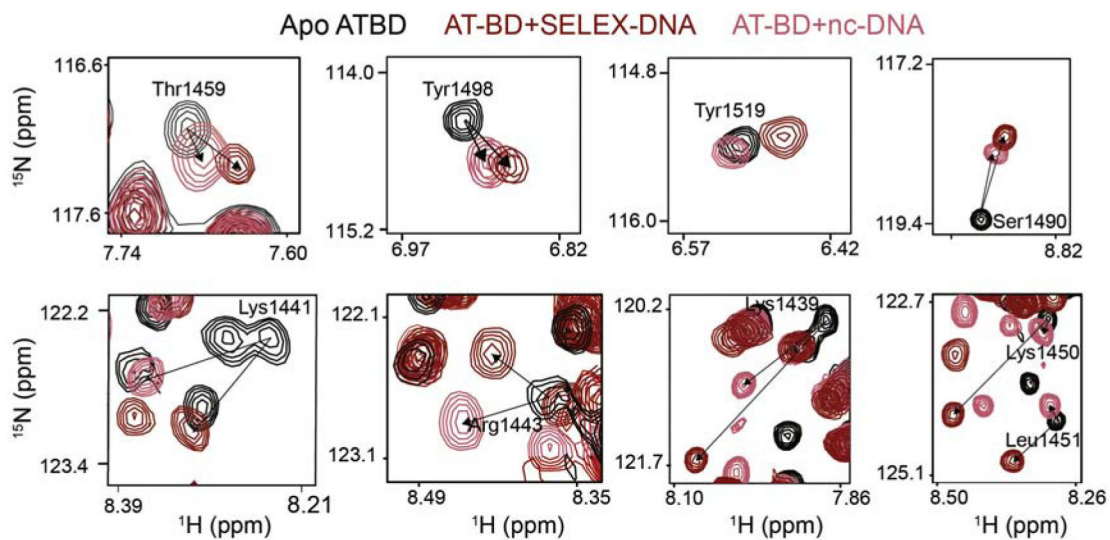 Apo ATBD AT-BD+SELEX-DNA AT-BD+nc-DNA
¹⁵N (ppm)
116.6
117.6
Thr1459
7.74 7.60
114.0
115.2
Tyr1498
6.97 6.82
114.8
116.0
Tyr1519
6.57 6.42
117.2
119.4
Ser1490
8.82
¹⁵N (ppm)
122.2
123.4
Lys1441
8.39 8.21
¹H (ppm)
122.1
123.1
Arg1443
8.49 8.35
¹H (ppm)
120.2
121.7
Lys1439
8.10 7.86
¹H (ppm)
122.7
125.1
Lys1450
Leu1451
8.50 8.26
¹H (ppm)